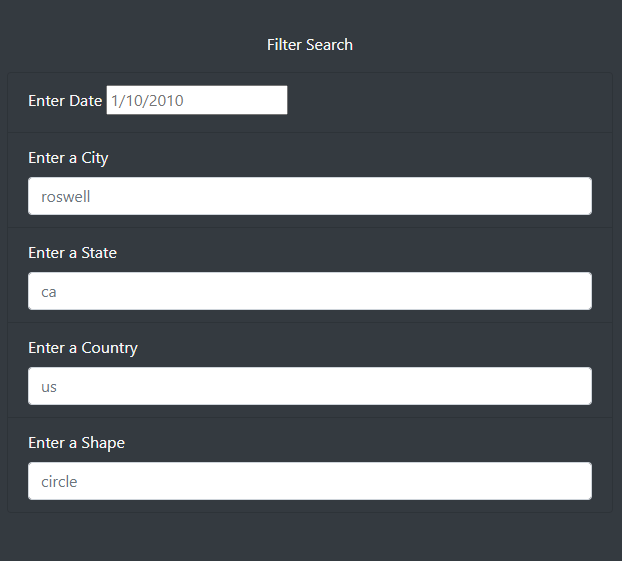 Filter Search
Enter Date 1/10/2010
Enter a City
roswell
Enter a State
ca
Enter a Country
us
Enter a Shape
circle